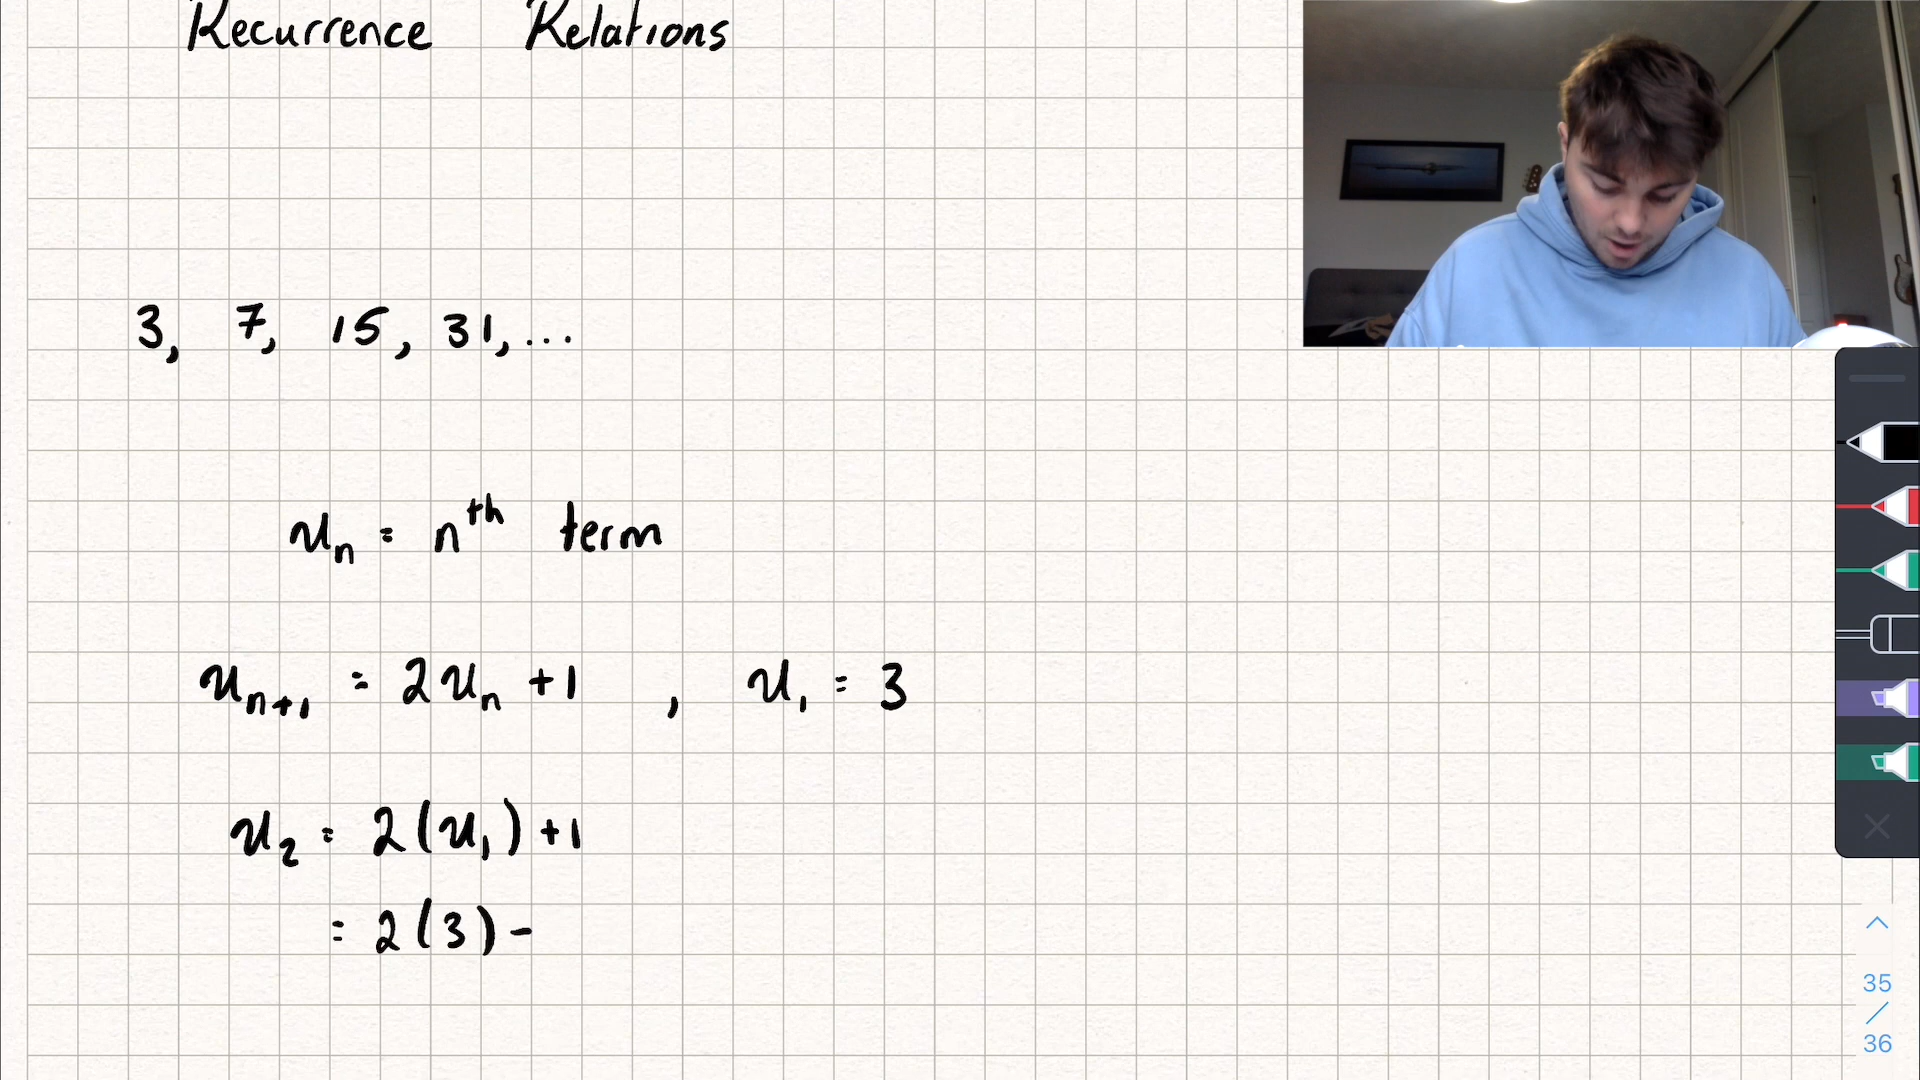 Recurrence Relations
3, 7, 15, 31, ...
uₙ = nᵗʰ term
uₙ₊₁ = 2uₙ + 1 , u₁ = 3
u₂ = 2(u₁) + 1
= 2(3) -
35
/
36